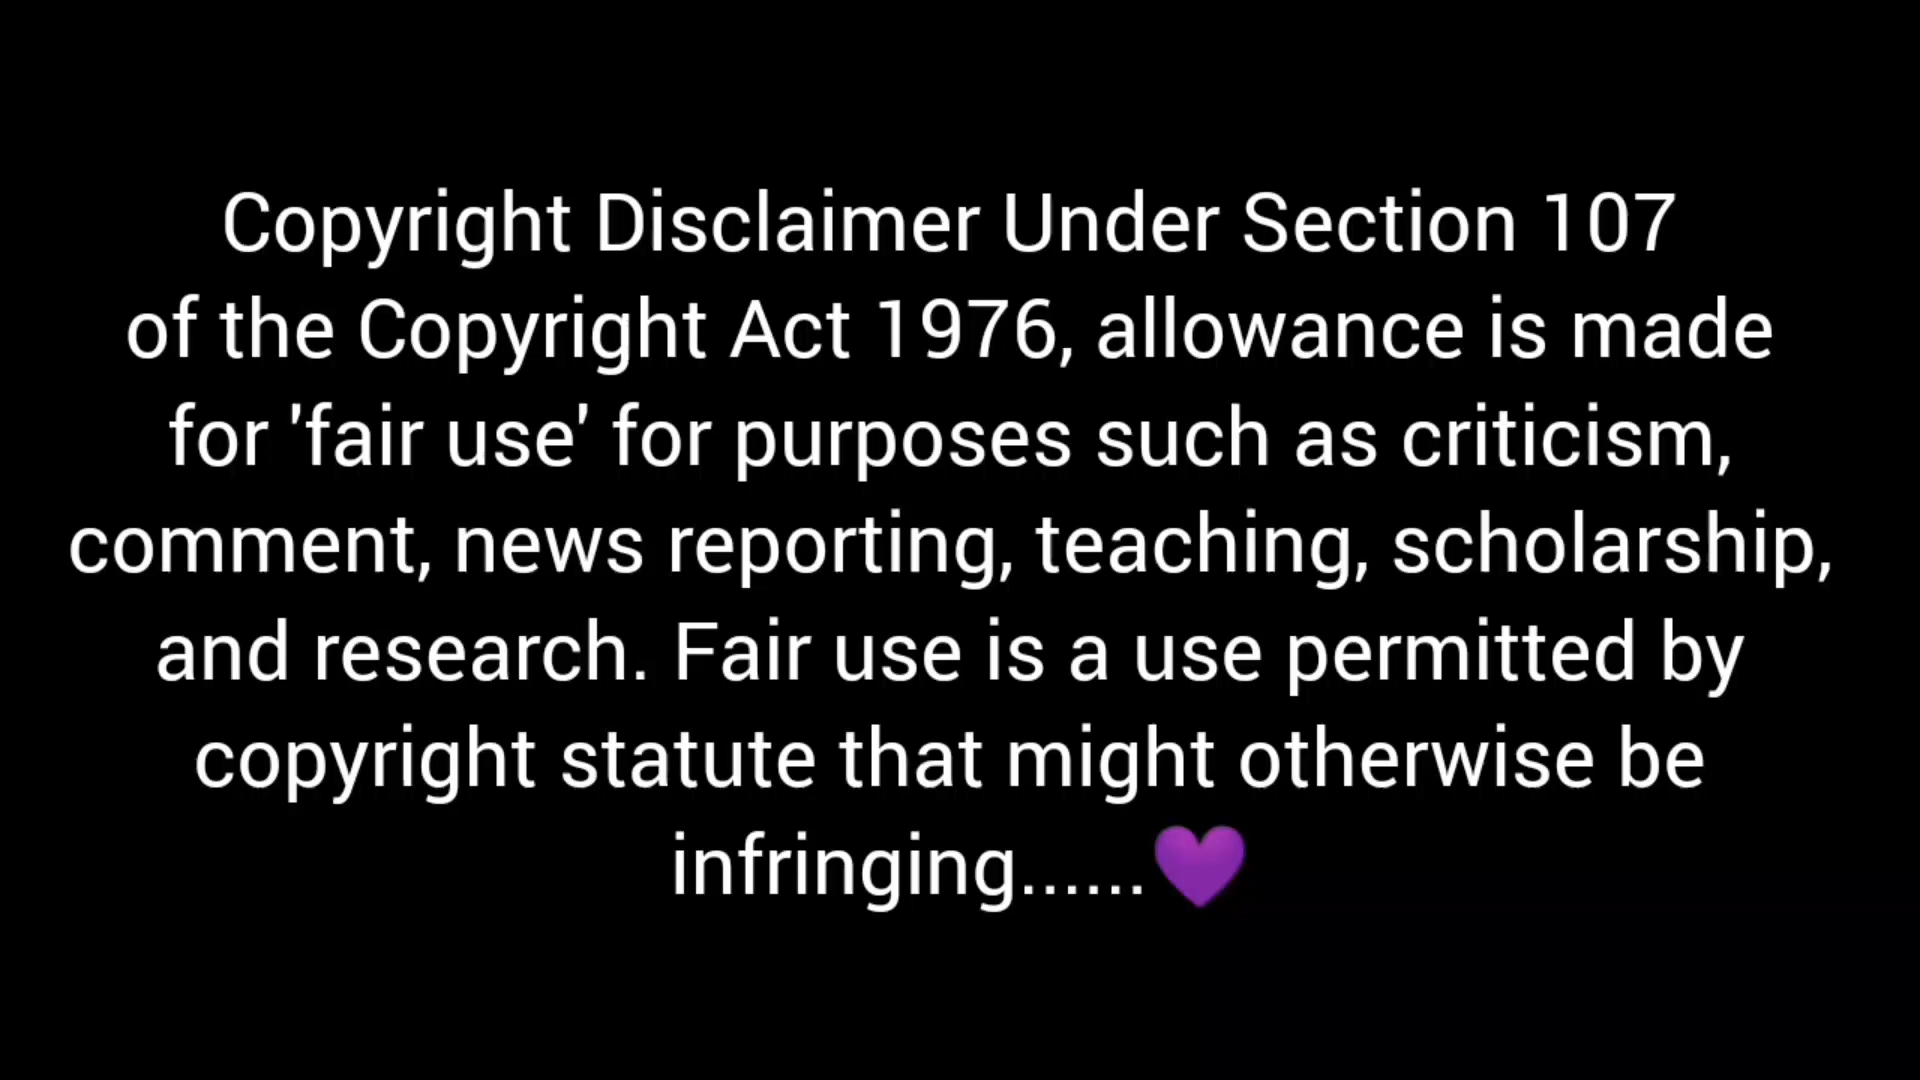 Copyright Disclaimer Under Section 107
of the Copyright Act 1976, allowance is made
for 'fair use' for purposes such as criticism,
comment, news reporting, teaching, scholarship,
and research. Fair use is a use permitted by
copyright statute that might otherwise be
infringing......💜